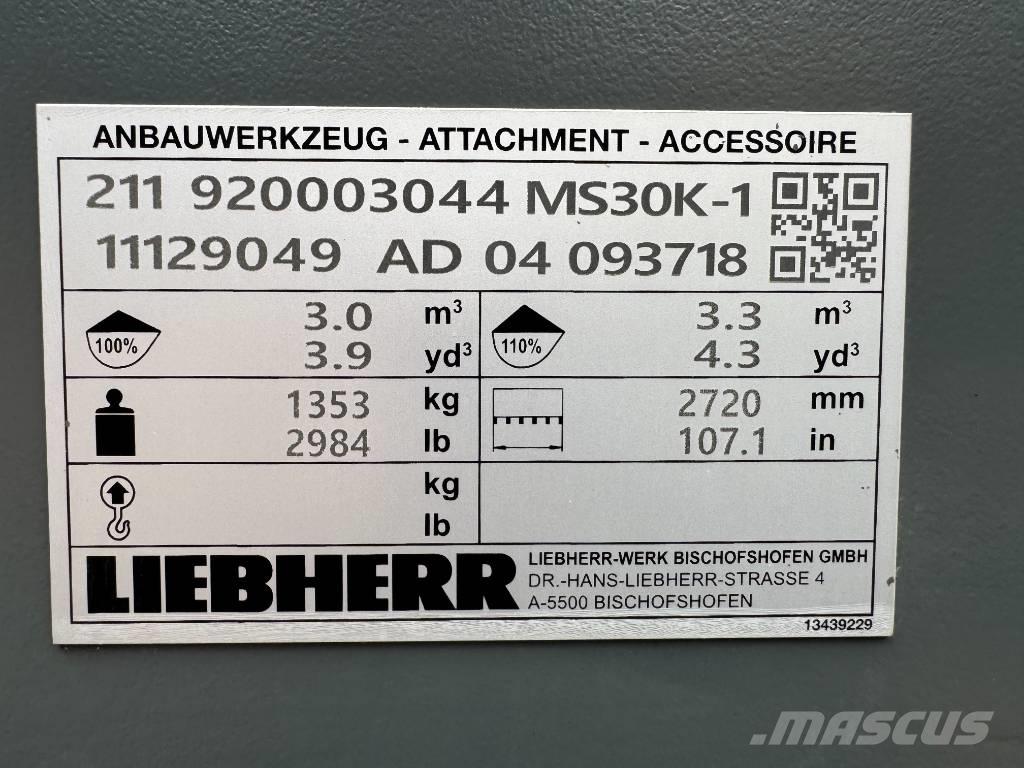 ANBAUWERKZEUG - ATTACHMENT - ACCESSOIRE
211 920003044 MS30K-1
11129049 AD 04 093718
100% 3.0 m³ 110% 3.3 m³
3.9 yd³ 4.3 yd³
1353 kg 2720 mm
2984 lb 107.1 in
kg
lb
LIEBHERR
LIEBHERR-WERK BISCHOFSHOFEN GMBH
DR.-HANS-LIEBHERR-STRASSE 4
A-5500 BISCHOFSHOFEN
13439229
MASCUS